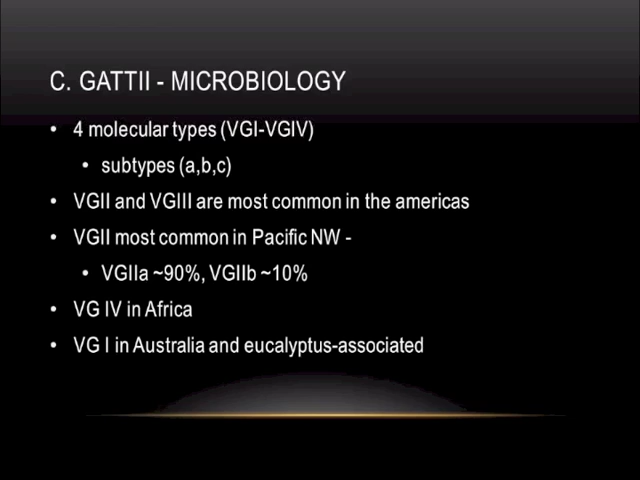 C. GATTII - MICROBIOLOGY
• 4 molecular types (VGI-VGIV)
• subtypes (a,b,c)
• VGII and VGIII are most common in the americas
• VGII most common in Pacific NW -
• VGIIa ~90%, VGIIb ~10%
• VG IV in Africa
• VG I in Australia and eucalyptus-associated